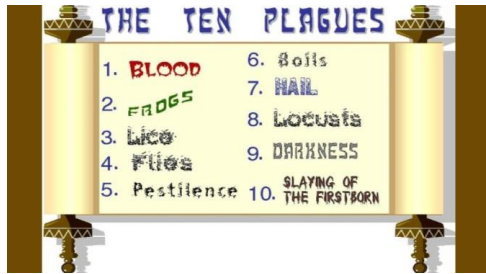 THE TEN PLAGUES
1. BLOOD
2. FROGS
3. Lice
4. Flies
5. Pestilence
6. Boils
7. HAIL
8. Locusts
9. DARKNESS
10. SLAYING OF
THE FIRSTBORN